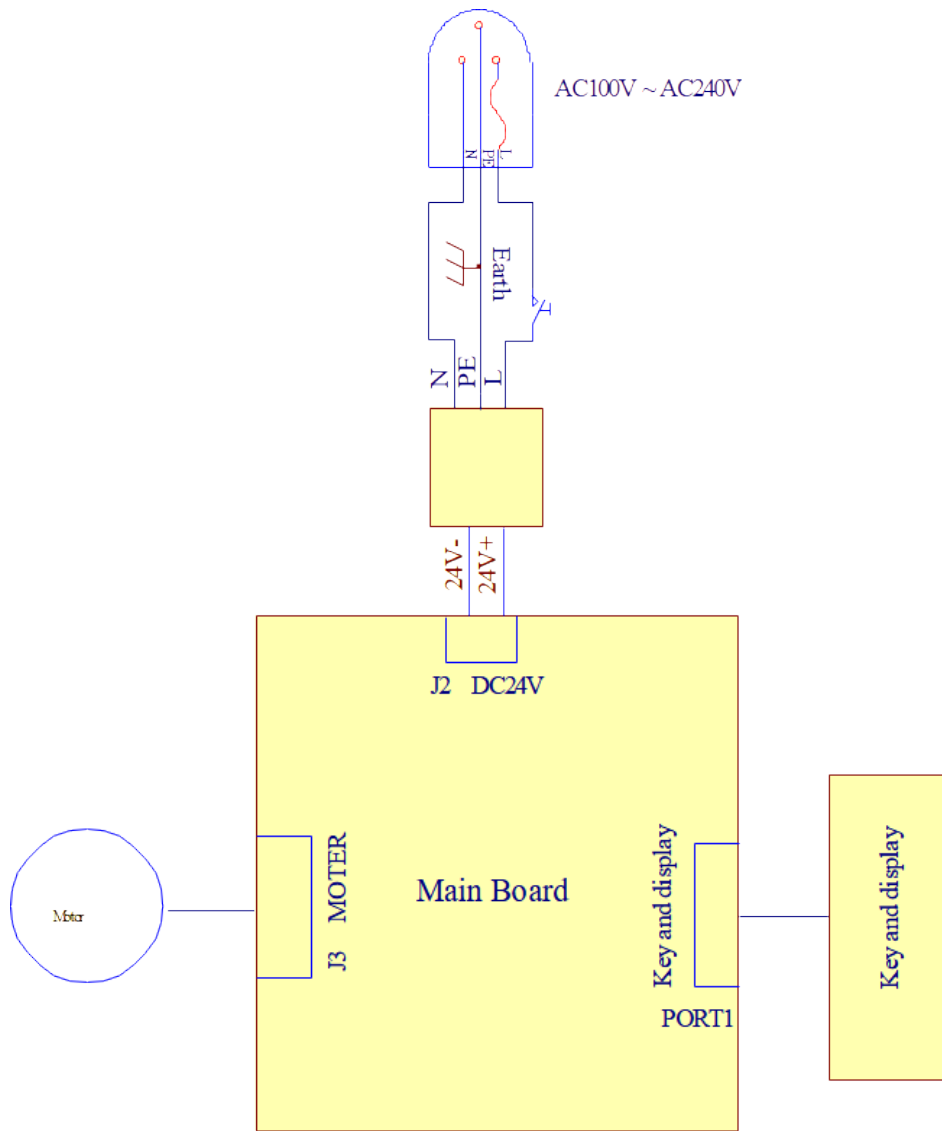 AC100V ~ AC240V
N
PE
L
Earth
N
PE
L
24V-
24V+
J2 DC24V
J3 MOTER
Main Board
Key and display
PORT1
Motor
Key and display